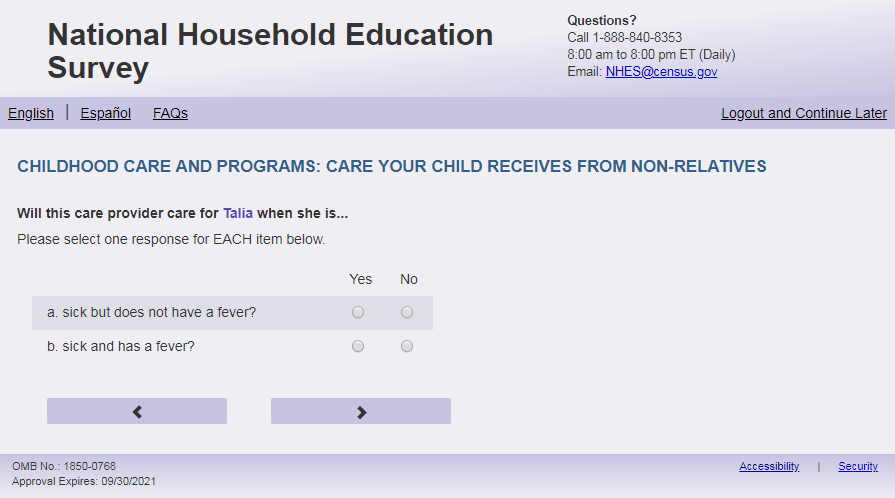 National Household Education
Survey
Questions?
Call 1-888-840-8353
8:00 am to 8:00 pm ET (Daily)
Email: NHES@census.gov
English | Español FAQs Logout and Continue Later
CHILDHOOD CARE AND PROGRAMS: CARE YOUR CHILD RECEIVES FROM NON-RELATIVES
Will this care provider care for Talia when she is...
Please select one response for EACH item below.
Yes No
a. sick but does not have a fever?
b. sick and has a fever?
OMB No.: 1850-0768
Approval Expires: 09/30/2021
Accessibility | Security